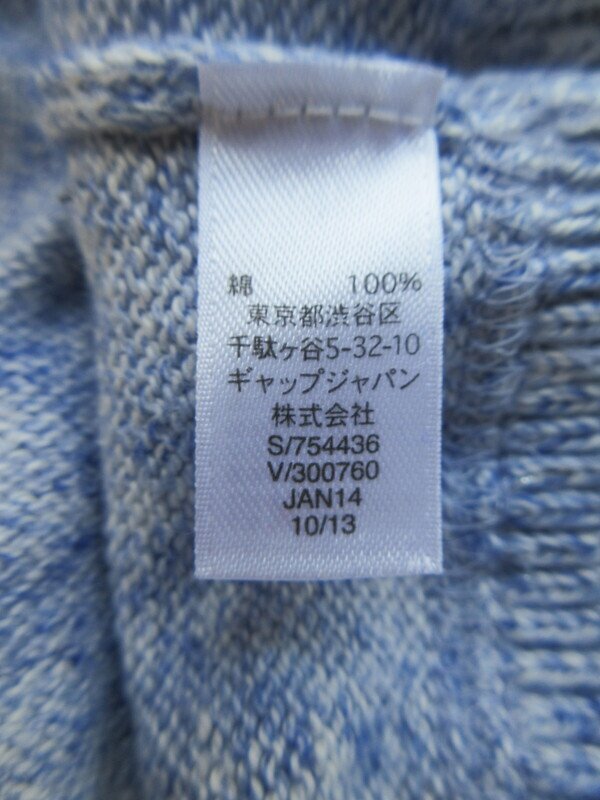 綿 100%
東京都渋谷区
千駄ヶ谷5-32-10
ギャップジャパン
株式会社
S/754436
V/300760
JAN14
10/13